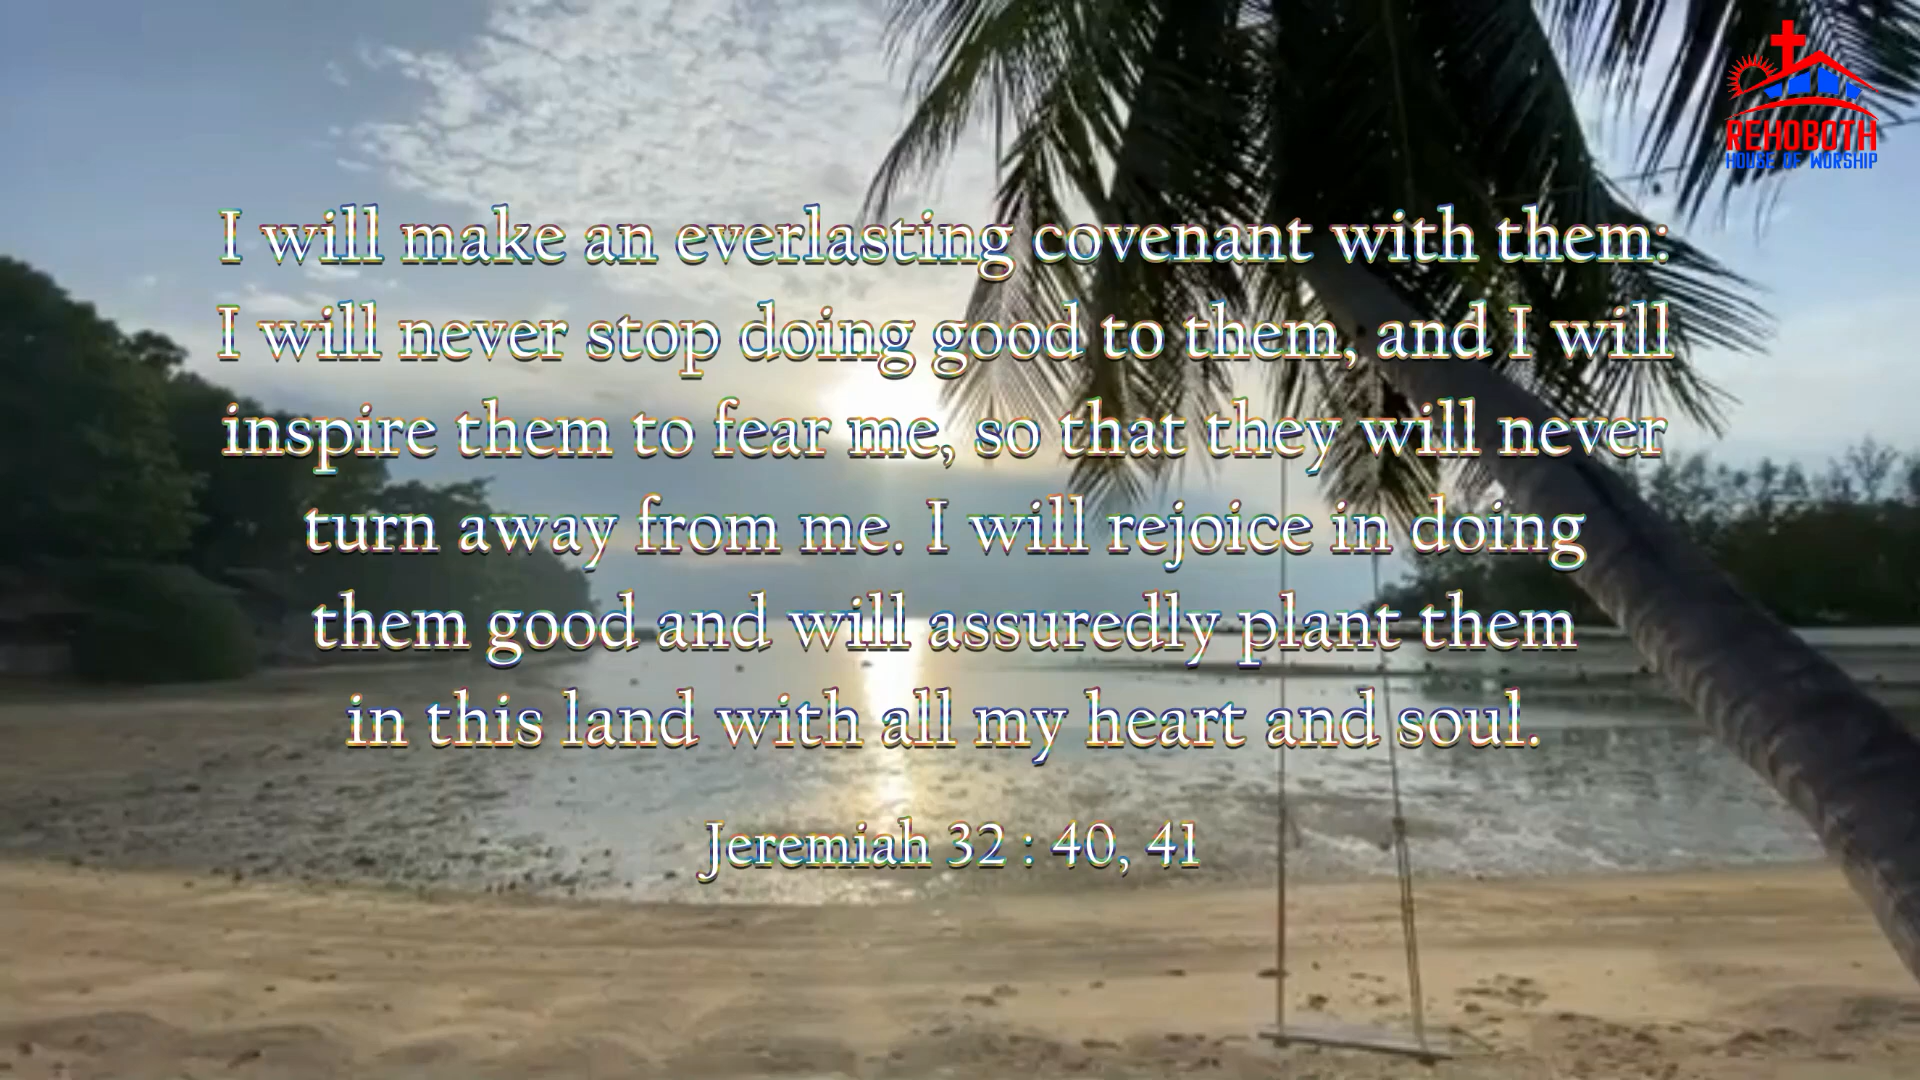 REHOBOTH
HOUSE OF WORSHIP
I will make an everlasting covenant with them:
I will never stop doing good to them, and I will
inspire them to fear me, so that they will never
turn away from me. I will rejoice in doing
them good and will assuredly plant them
in this land with all my heart and soul.
Jeremiah 32 : 40, 41